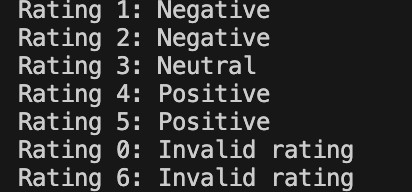 Rating 1: Negative
Rating 2: Negative
Rating 3: Neutral
Rating 4: Positive
Rating 5: Positive
Rating 0: Invalid rating
Rating 6: Invalid rating